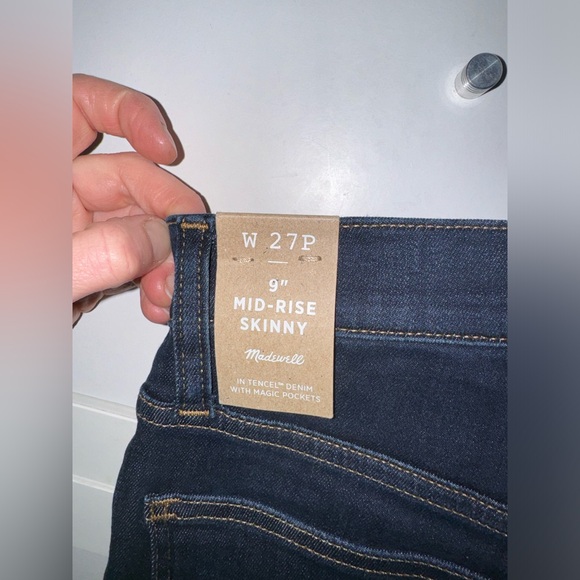 W 27P
9"
MID-RISE
SKINNY
Madewell
IN TENCEL™ DENIM
WITH MAGIC POCKETS